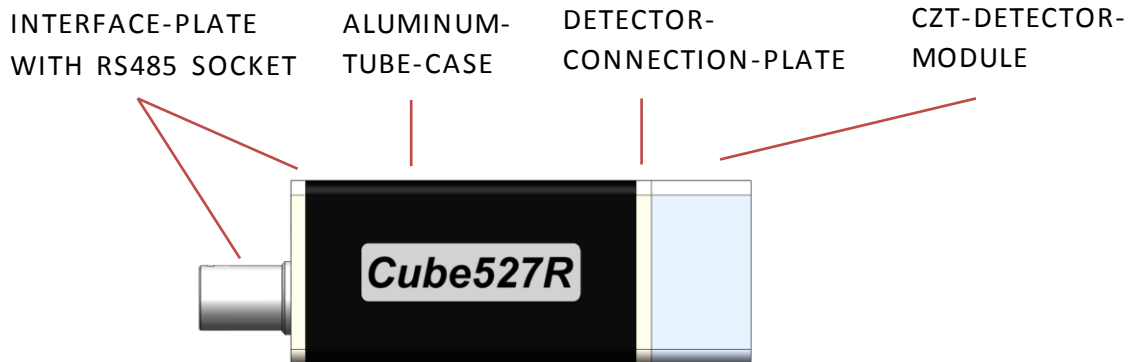 INTERFACE-PLATE
WITH RS485 SOCKET
ALUMINUM-
TUBE-CASE
DETECTOR-
CONNECTION-PLATE
CZT-DETECTOR-
MODULE
Cube527R